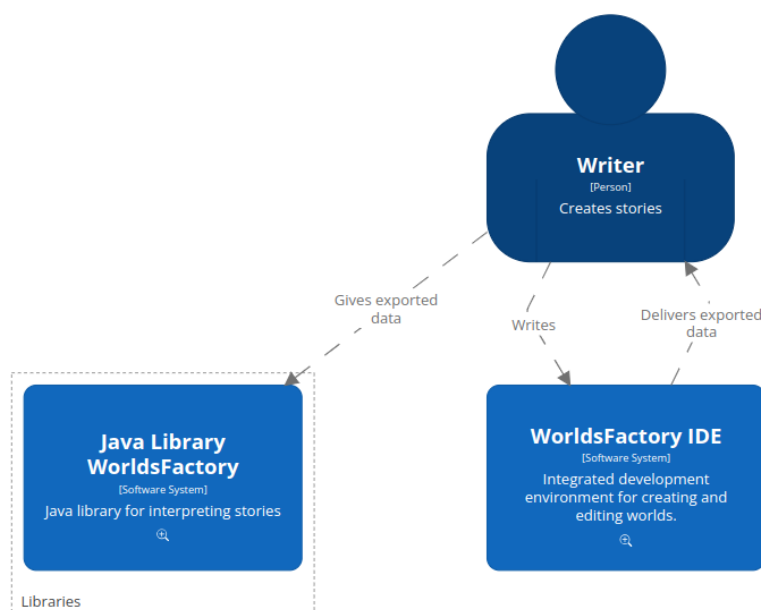 Writer
[Person]
Creates stories
Gives exported
data
Writes
Delivers exported
data
Java Library
WorldsFactory
[Software System]
Java library for interpreting stories
WorldsFactory IDE
[Software System]
Integrated development
environment for creating and
editing worlds.
Libraries